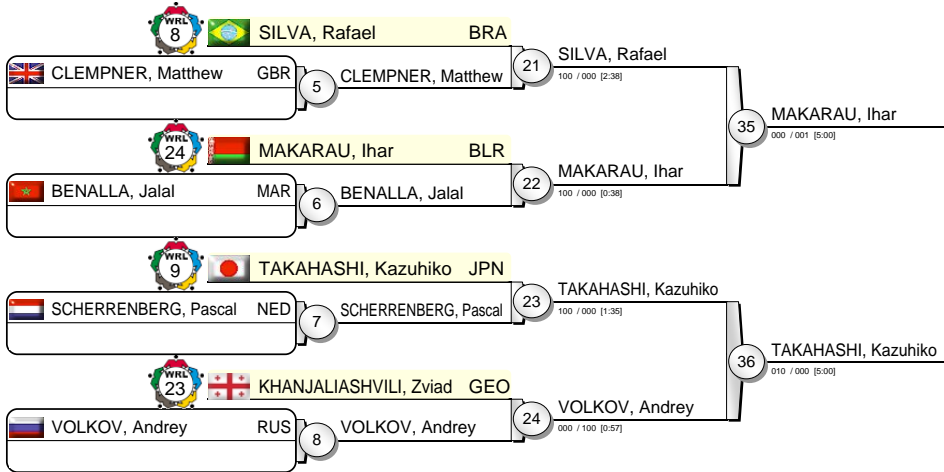 WRL
8
SILVA, Rafael BRA
CLEMPNER, Matthew GBR
5
CLEMPNER, Matthew
21
SILVA, Rafael
100 / 000 [2:38]
WRL
24
MAKARAU, Ihar BLR
BENALLA, Jalal MAR
6
BENALLA, Jalal
22
MAKARAU, Ihar
100 / 000 [0:38]
35
MAKARAU, Ihar
000 / 001 [5:00]
WRL
9
TAKAHASHI, Kazuhiko JPN
SCHERRENBERG, Pascal NED
7
SCHERRENBERG, Pascal
23
TAKAHASHI, Kazuhiko
100 / 000 [1:35]
WRL
23
KHANJALIASHVILI, Zviad GEO
VOLKOV, Andrey RUS
8
VOLKOV, Andrey
24
VOLKOV, Andrey
000 / 100 [0:57]
36
TAKAHASHI, Kazuhiko
010 / 000 [5:00]